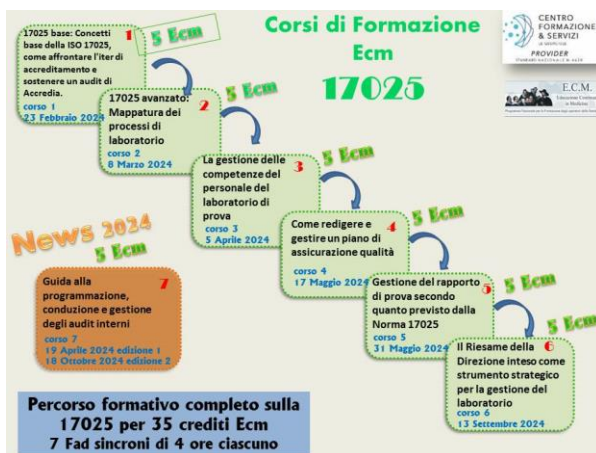 Corsi di Formazione
Ecm
17025
CENTRO
FORMAZIONE
& SERVIZI
PROVIDER
E.C.M.
17025 base: Concetti
base della ISO 17025,
come affrontare l'iter di
accreditamento e
sostenere un audit di
Accredia.
corso 1
23 Febbraio 2024
1
5 Ecm
17025 avanzato:
Mappatura dei
processi di
laboratorio
corso 2
8 Marzo 2024
2
5 Ecm
La gestione delle
competenze del
personale del
laboratorio di
prova
corso 3
5 Aprile 2024
3
5 Ecm
Come redigere e
gestire un piano di
assicurazione qualità
corso 4
17 Maggio 2024
4
5 Ecm
Gestione del rapporto
di prova secondo
quanto previsto dalla
Norma 17025
corso 5
31 Maggio 2024
5
5 Ecm
Il Riesame della
Direzione inteso come
strumento strategico
per la gestione del
laboratorio
corso 6
13 Settembre 2024
6
5 Ecm
News 2024
5 Ecm
Guida alla
programmazione,
conduzione e gestione
degli audit interni
corso 7
19 Aprile 2024 edizione 1
18 Ottobre 2024 edizione 2
7
Percorso formativo completo sulla
17025 per 35 crediti Ecm
7 Fad sincroni di 4 ore ciascuno